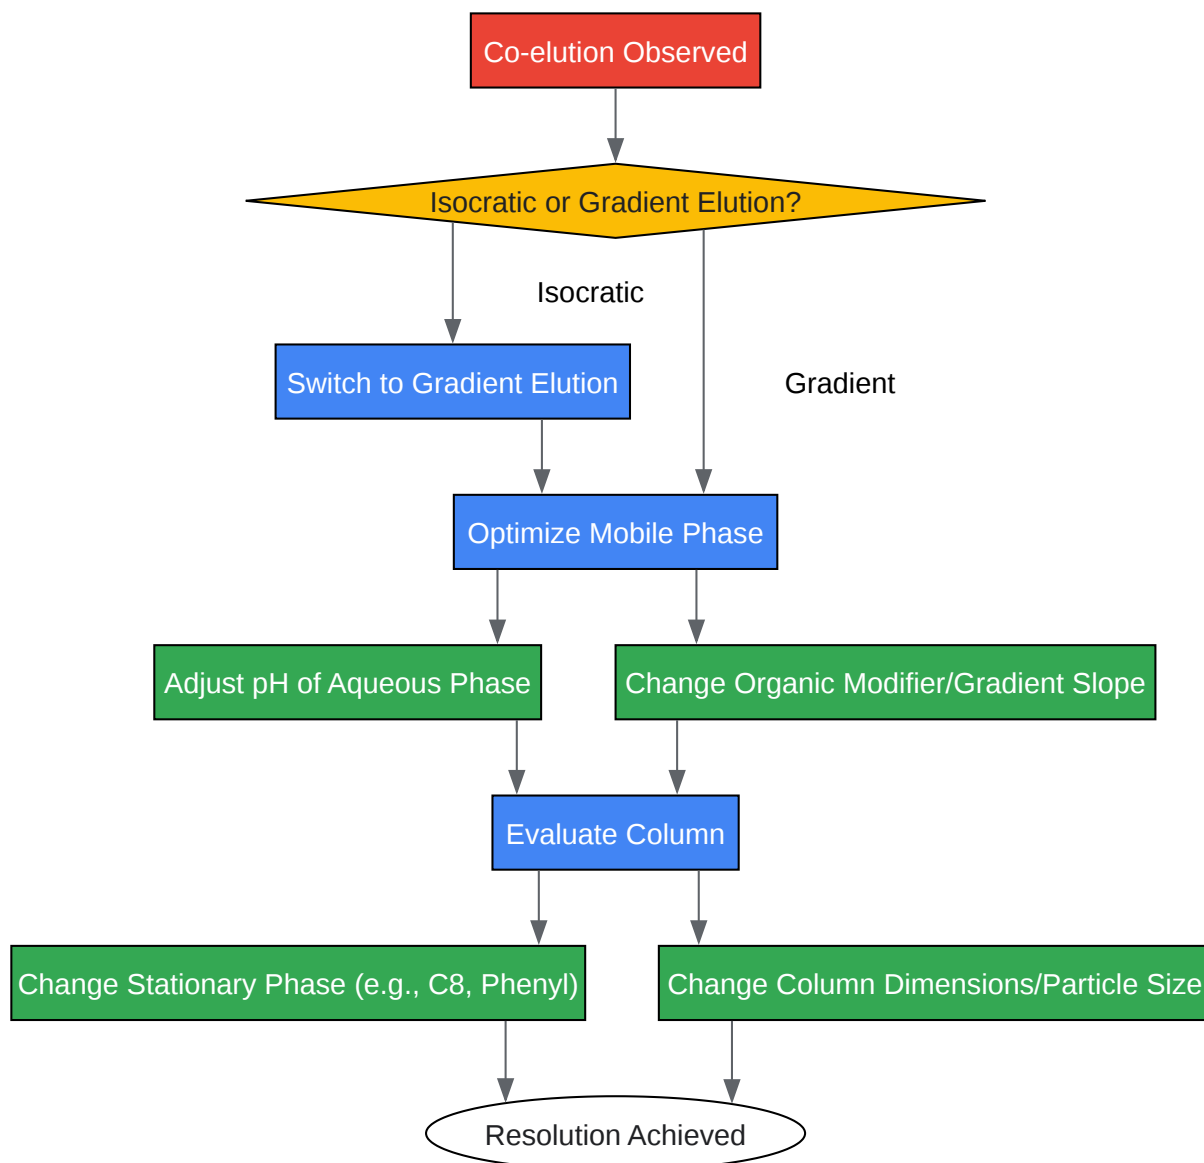 Co-elution Observed
Isocratic or Gradient Elution?
Isocratic
Switch to Gradient Elution
Gradient
Optimize Mobile Phase
Adjust pH of Aqueous Phase
Change Organic Modifier/Gradient Slope
Evaluate Column
Change Stationary Phase (e.g., C8, Phenyl)
Change Column Dimensions/Particle Size
Resolution Achieved